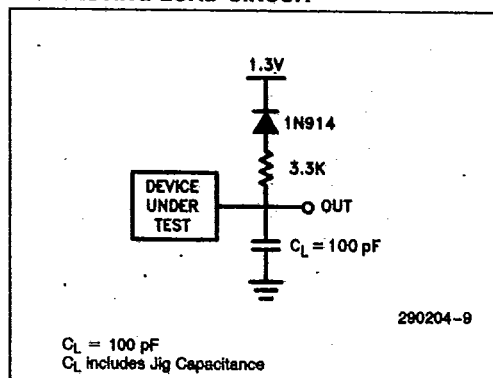 1.3V
1N914
3.3K
DEVICE
UNDER
TEST
OUT
C_L = 100 pF
290204-9
C_L = 100 pF
C_L includes Jig Capacitance